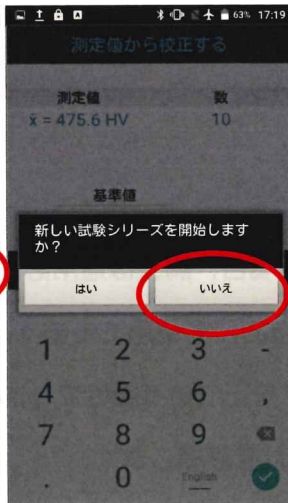 63% 17:19
測定値から校正する
測定値 数
x̄ = 475.6 HV 10
基準値
新しい試験シリーズを開始します
か？
はい いいえ
1 2 3 -
4 5 6 ,
7 8 9
. 0 English